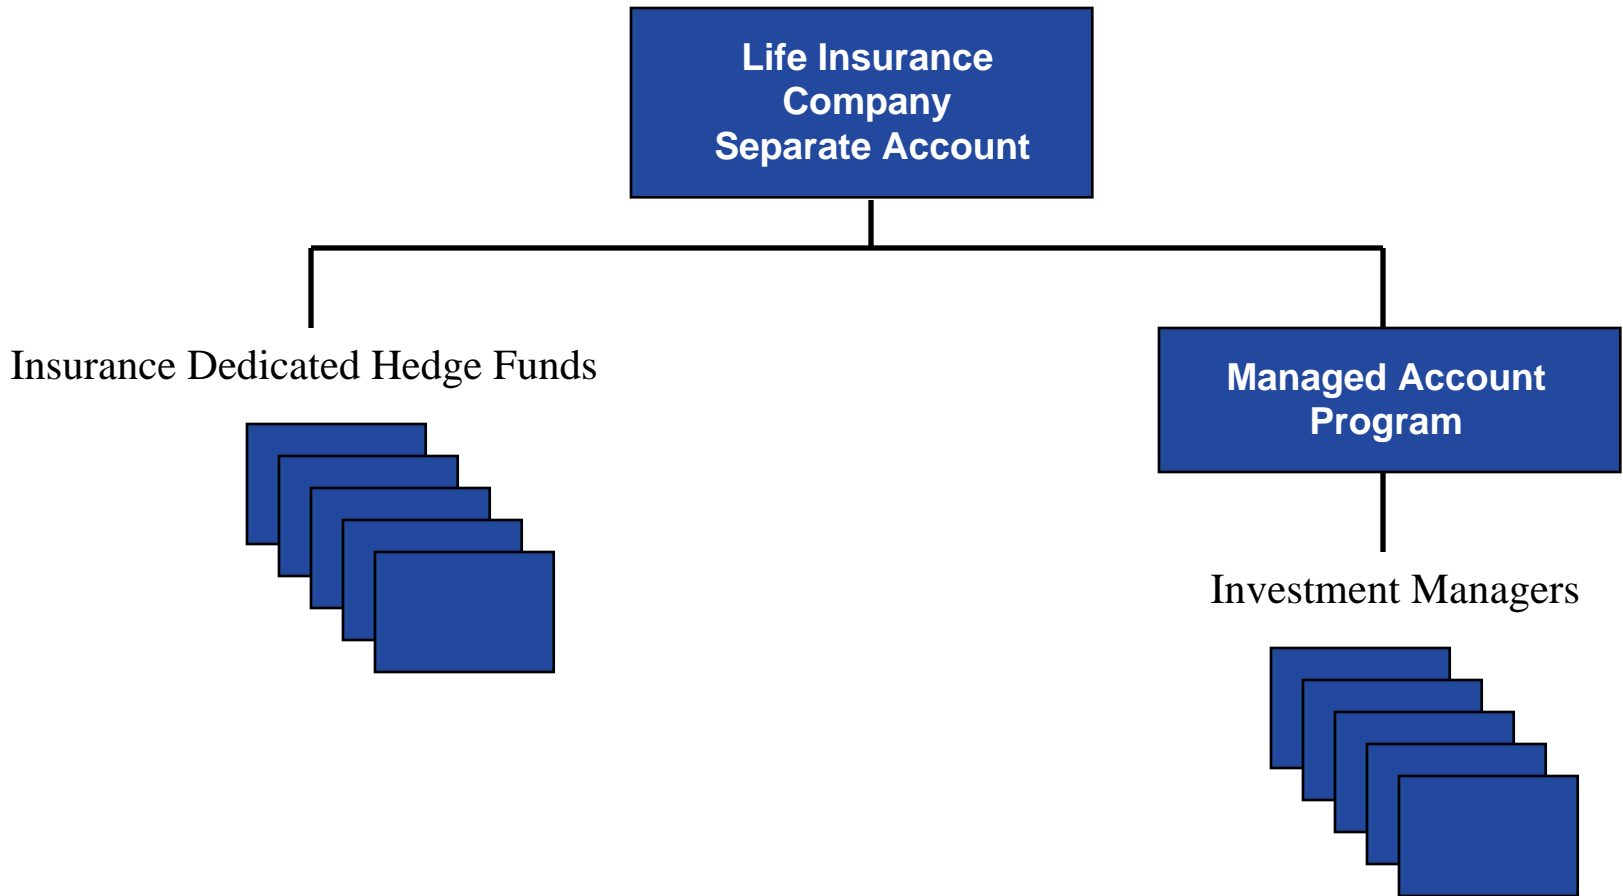 Life Insurance
Company
Separate Account
Insurance Dedicated Hedge Funds
Managed Account
Program
Investment Managers